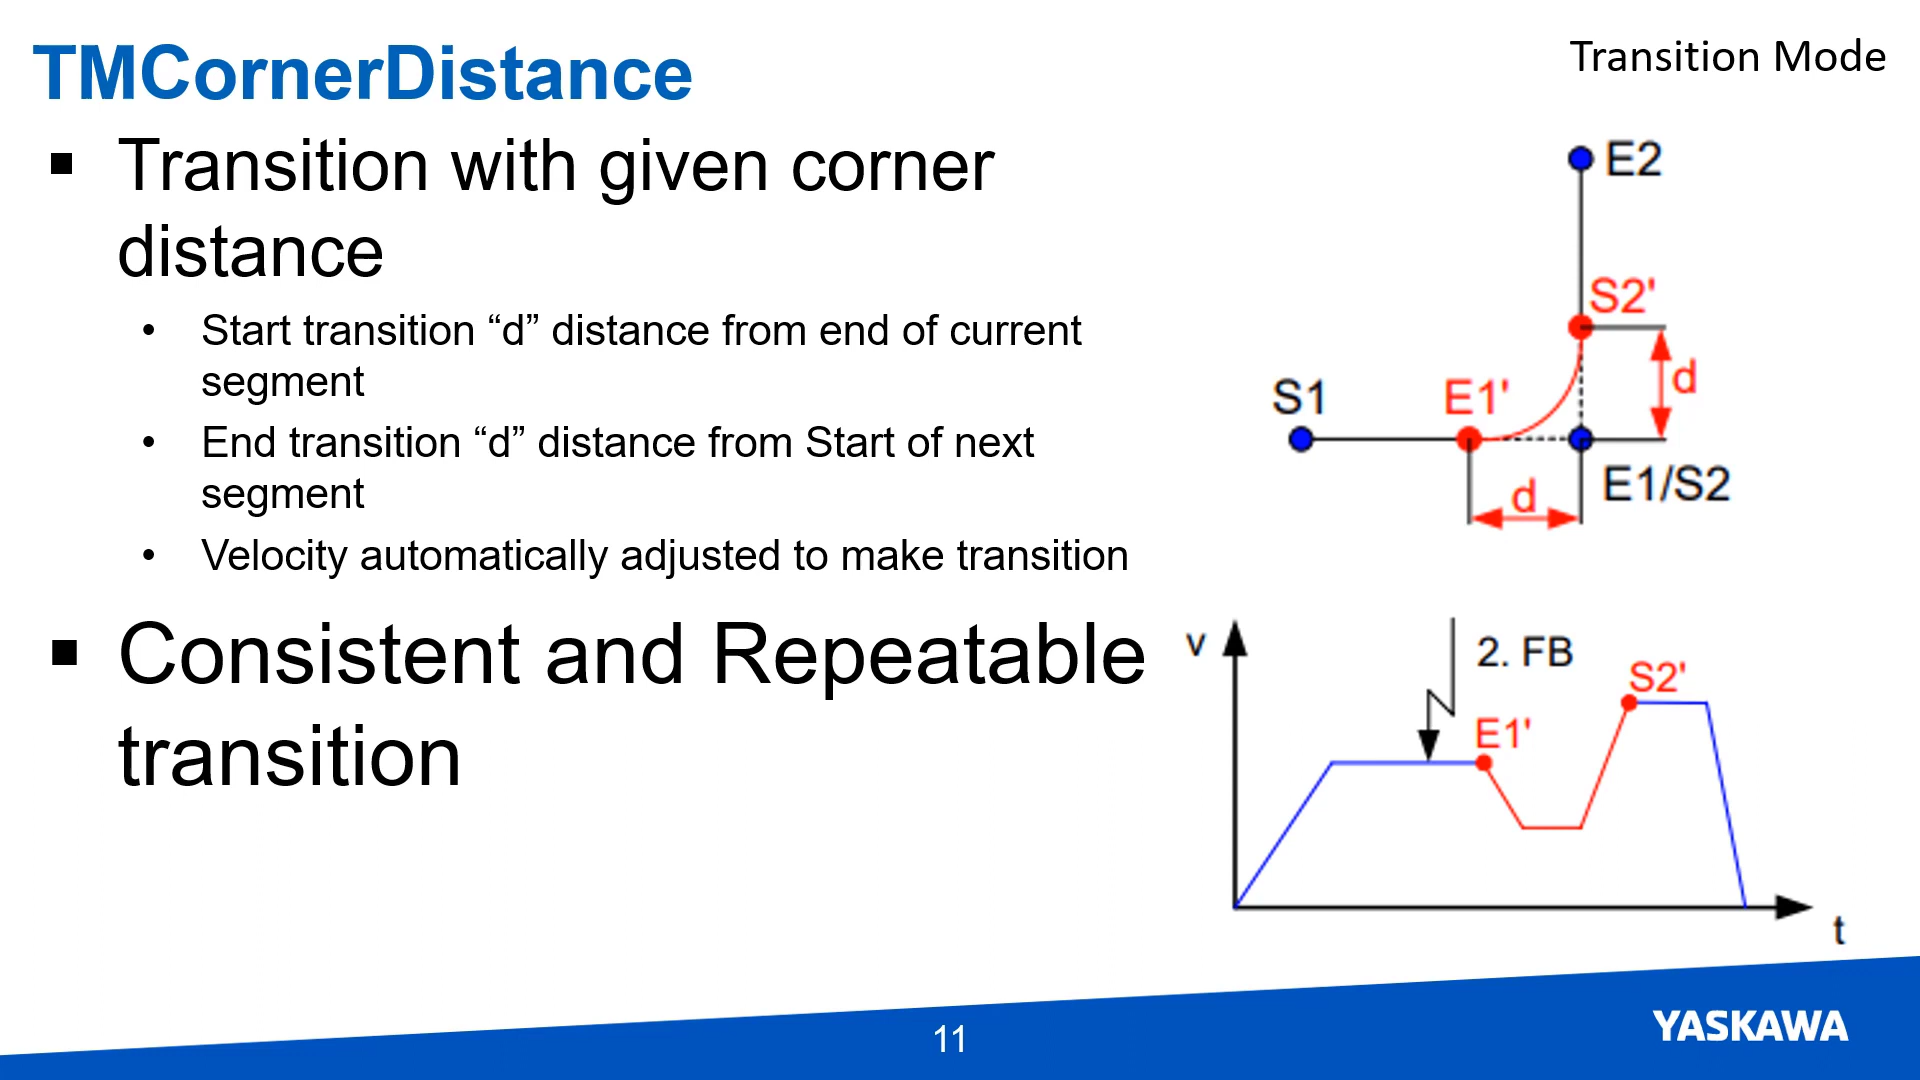 TMCornerDistance
Transition Mode
▪ Transition with given corner
distance
• Start transition “d” distance from end of current
segment
• End transition “d” distance from Start of next
segment
• Velocity automatically adjusted to make transition
▪ Consistent and Repeatable
transition
E2
S2'
d
S1
E1'
E1/S2
d
v
2. FB
S2'
E1'
t
11
YASKAWA